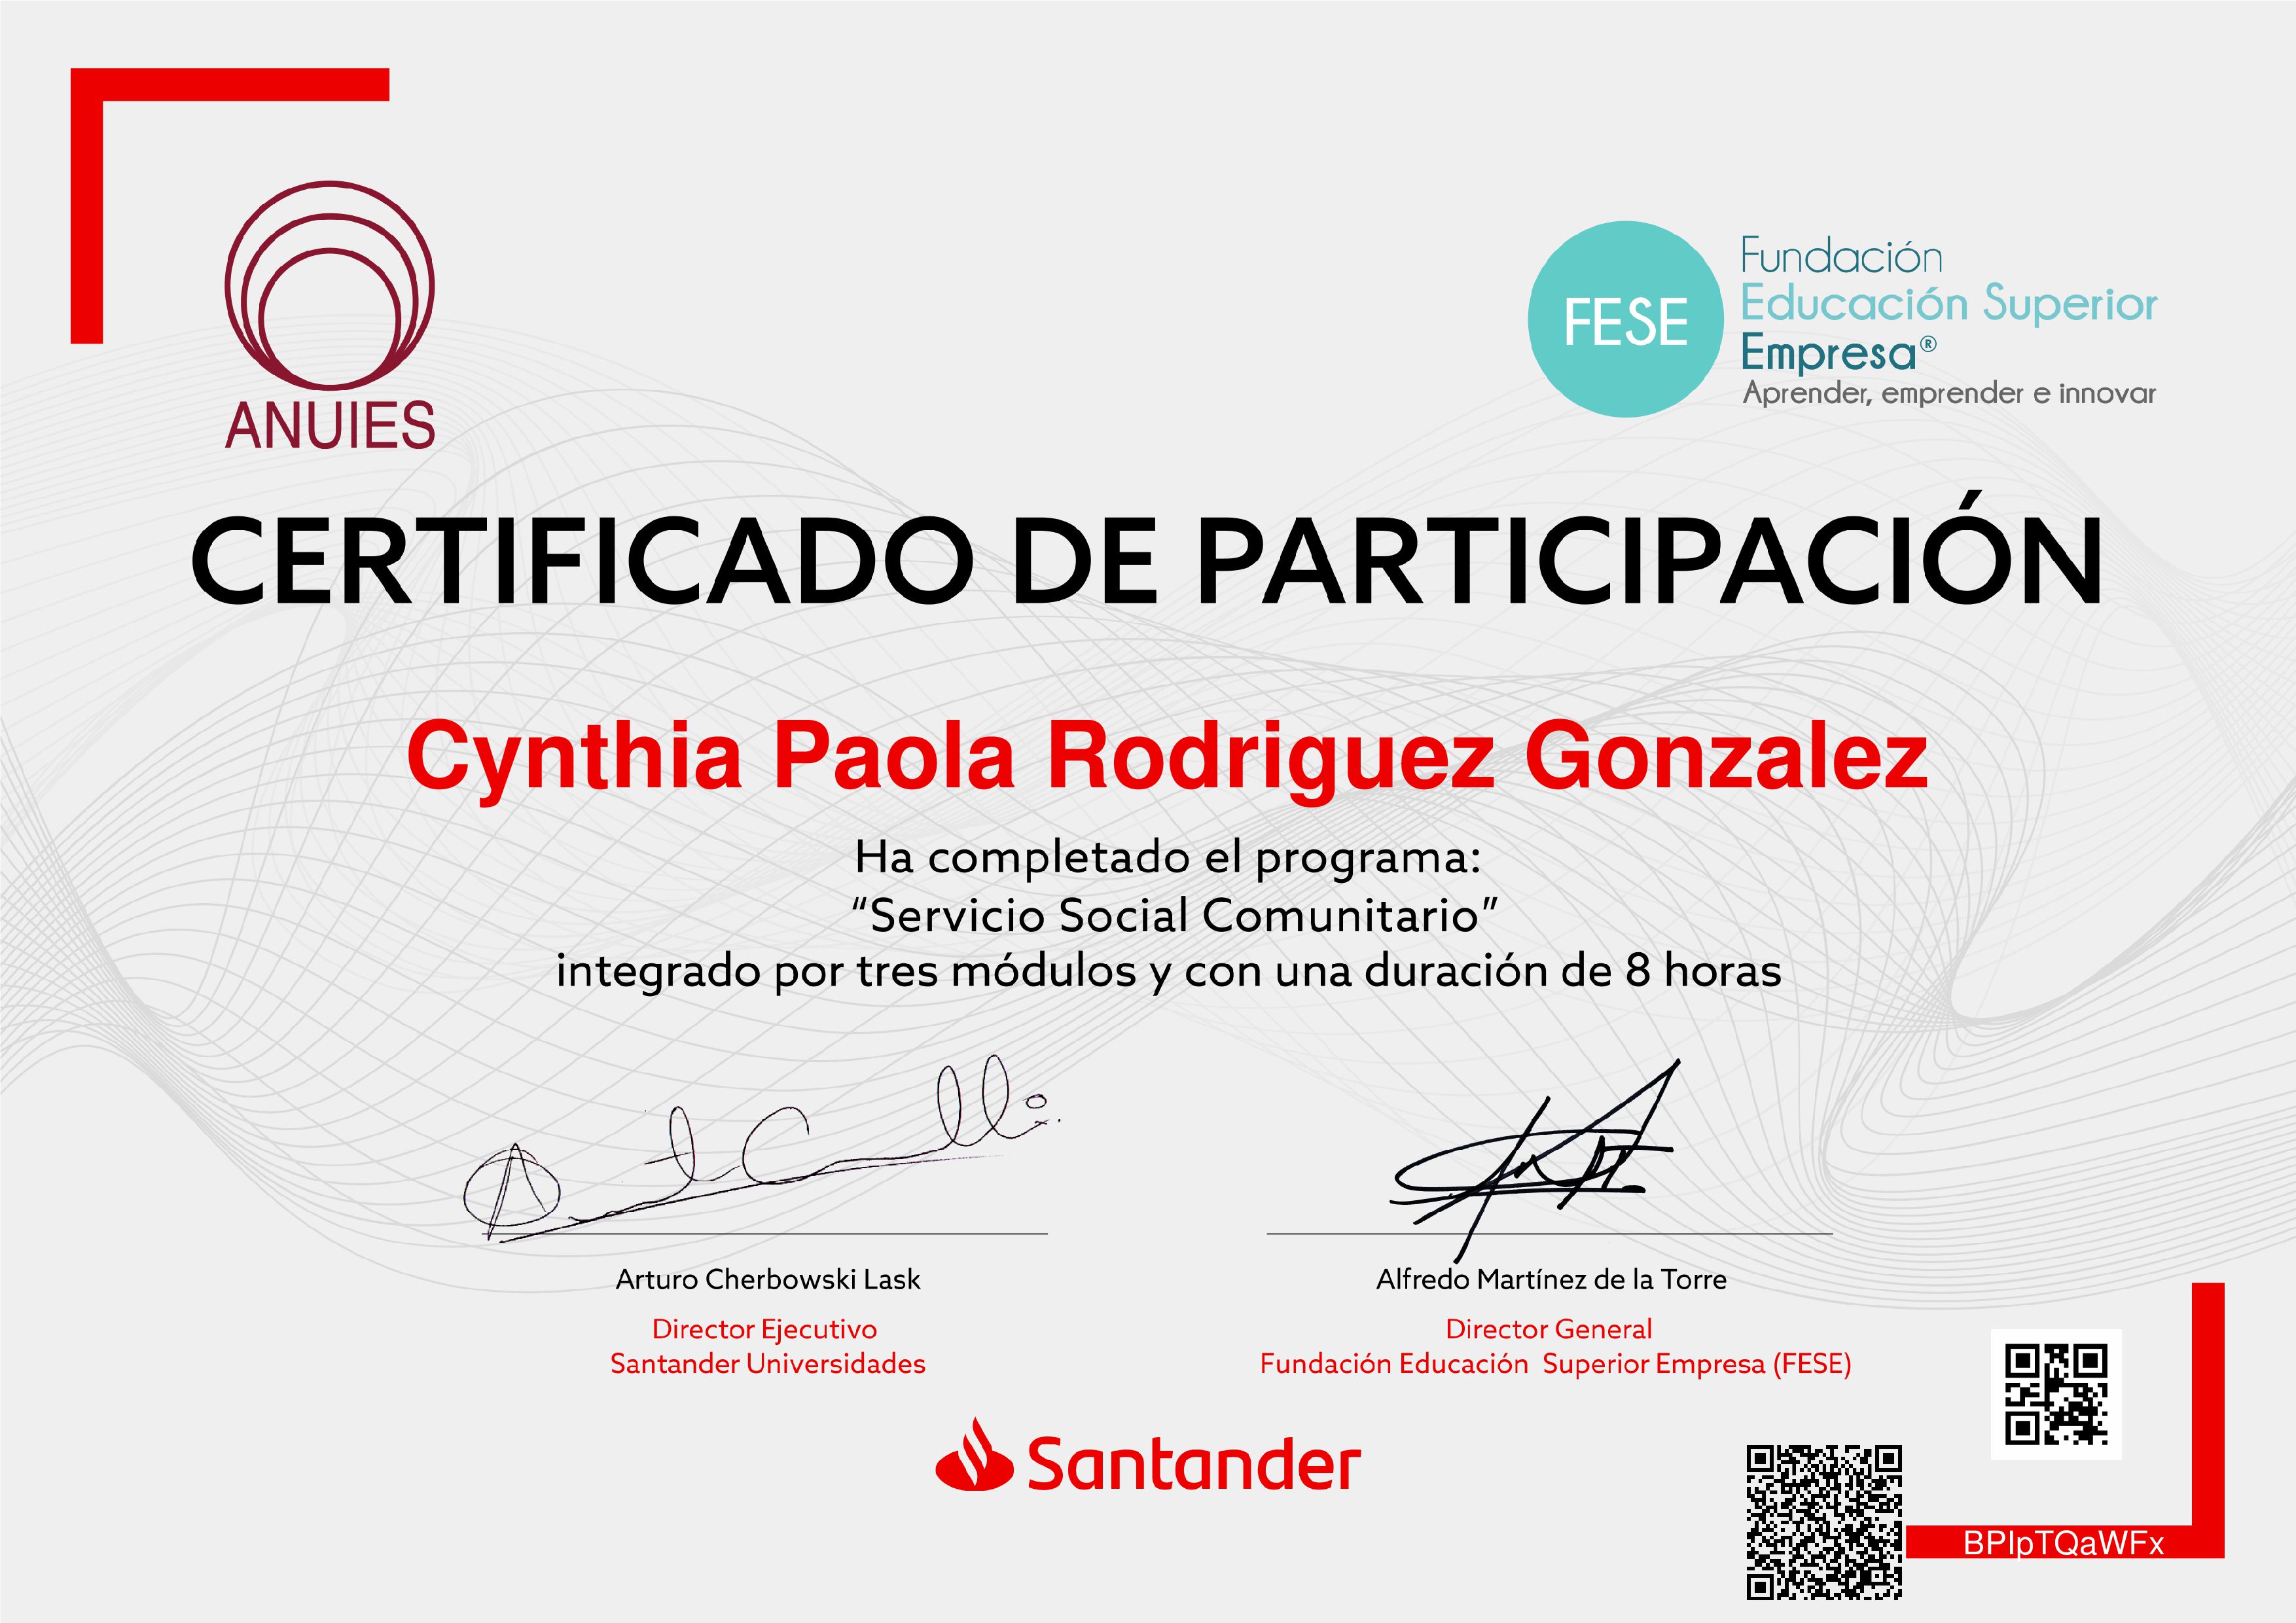 ANUIES
FESE
Fundación
Educación Superior
Empresa®
Aprender, emprender e innovar
CERTIFICADO DE PARTICIPACIÓN
Cynthia Paola Rodriguez Gonzalez
Ha completado el programa:
“Servicio Social Comunitario”
integrado por tres módulos y con una duración de 8 horas
Arturo Cherbowski Lask
Director Ejecutivo
Santander Universidades
Alfredo Martínez de la Torre
Director General
Fundación Educación Superior Empresa (FESE)
Santander
BPIpTQaWFx